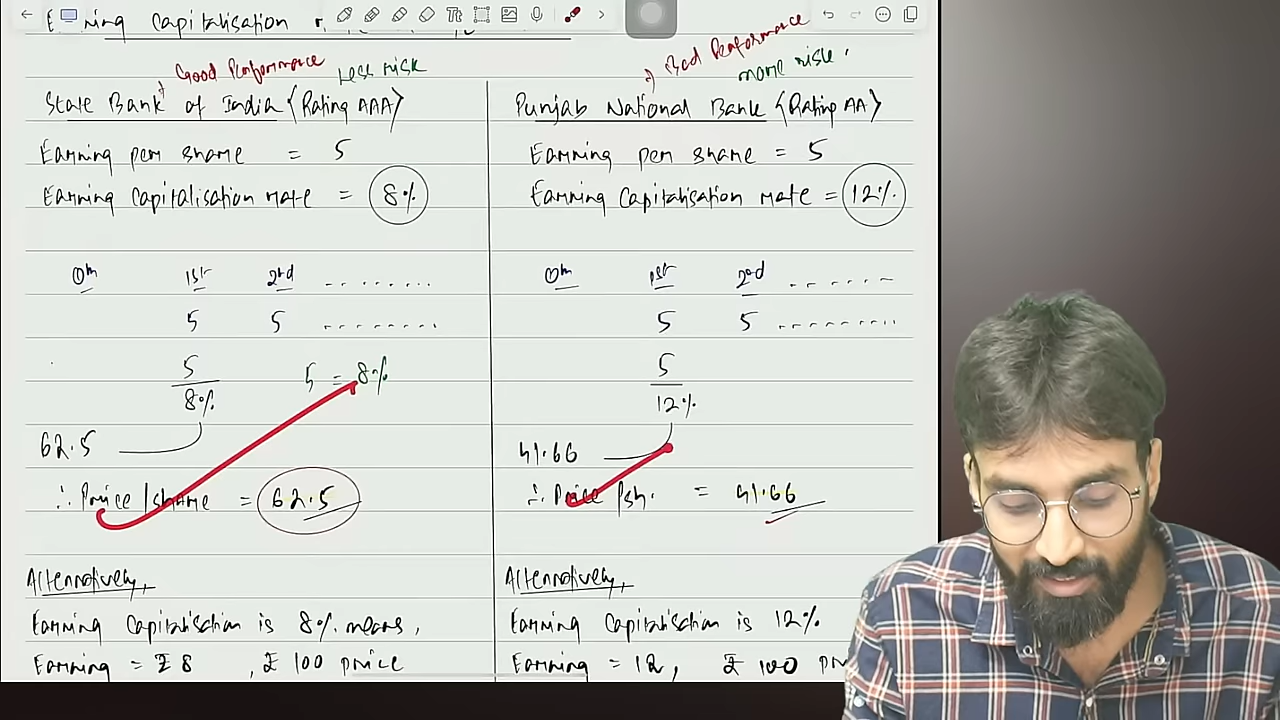 Earning Capitalisation
Good Performance Less risk
State Bank of India {Rating AAA}
Earning per share = 5
Earning Capitalisation rate = 8%
0th 1st 2nd ........
5 5 ........
5
8%
5 = 8%
62.5
∴ Price /share = 62.5
Alternatively,
Earning Capitalisation is 8% means,
Earning = ₹ 8 , ₹ 100 price
Bad Performance
more risk.
Punjab National Bank {Rating AA}
Earning per share = 5
Earning Capitalisation rate = 12%
0th 1st 2nd ......
5 5 ..........
5
12%
41.66
∴ Price /sh. = 41.66
Alternatively,
Earning Capitalisation is 12%
Earning = 12, ₹ 100